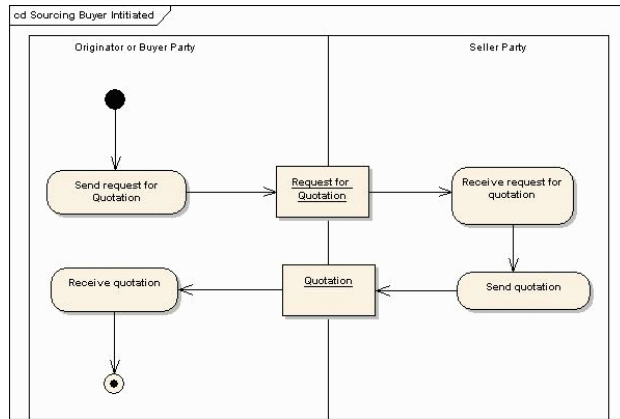 cd Sourcing Buyer Intitiated
Originator or Buyer Party
Seller Party
Send request for
Quotation
Request for
Quotation
Receive request for
quotation
Receive quotation
Quotation
Send quotation